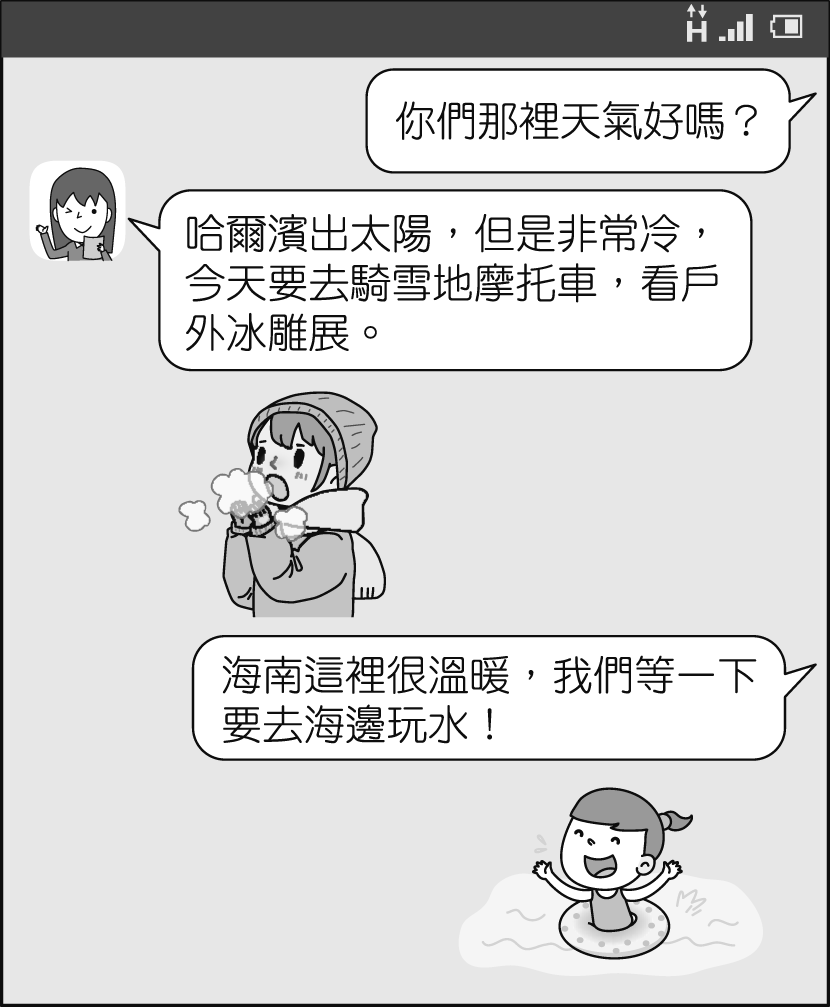 H
你們那裡天氣好嗎？
哈爾濱出太陽，但是非常冷，
今天要去騎雪地摩托車，看戶
外冰雕展。
海南這裡很溫暖，我們等一下
要去海邊玩水！